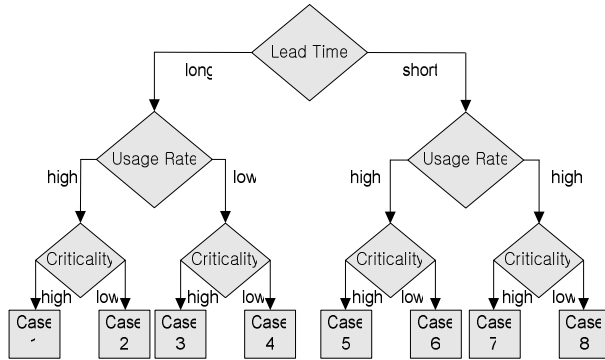 Lead Time
long
short
Usage Rate
Usage Rate
high
low
high
high
Criticality
Criticality
Criticality
Criticality
high
low
high
low
high
low
high
low
Case
Case
2
Case
3
Case
4
Case
5
Case
6
Case
7
Case
8